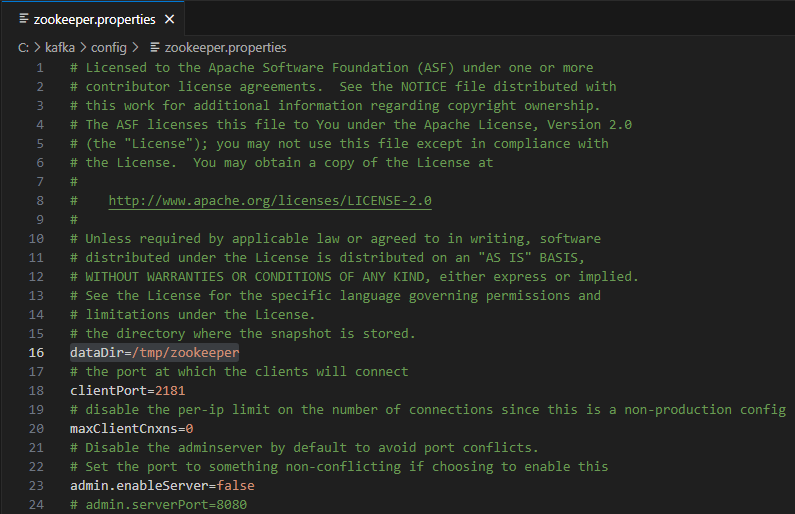 zookeeper.properties ×
C: > kafka > config > zookeeper.properties
1 # Licensed to the Apache Software Foundation (ASF) under one or more
2 # contributor license agreements.  See the NOTICE file distributed with
3 # this work for additional information regarding copyright ownership.
4 # The ASF licenses this file to You under the Apache License, Version 2.0
5 # (the "License"); you may not use this file except in compliance with
6 # the License.  You may obtain a copy of the License at
7 #
8 #    http://www.apache.org/licenses/LICENSE-2.0
9 #
10 # Unless required by applicable law or agreed to in writing, software
11 # distributed under the License is distributed on an "AS IS" BASIS,
12 # WITHOUT WARRANTIES OR CONDITIONS OF ANY KIND, either express or implied.
13 # See the License for the specific language governing permissions and
14 # limitations under the License.
15 # the directory where the snapshot is stored.
16 dataDir=/tmp/zookeeper
17 # the port at which the clients will connect
18 clientPort=2181
19 # disable the per-ip limit on the number of connections since this is a non-production config
20 maxClientCnxns=0
21 # Disable the adminserver by default to avoid port conflicts.
22 # Set the port to something non-conflicting if choosing to enable this
23 admin.enableServer=false
24 # admin.serverPort=8080